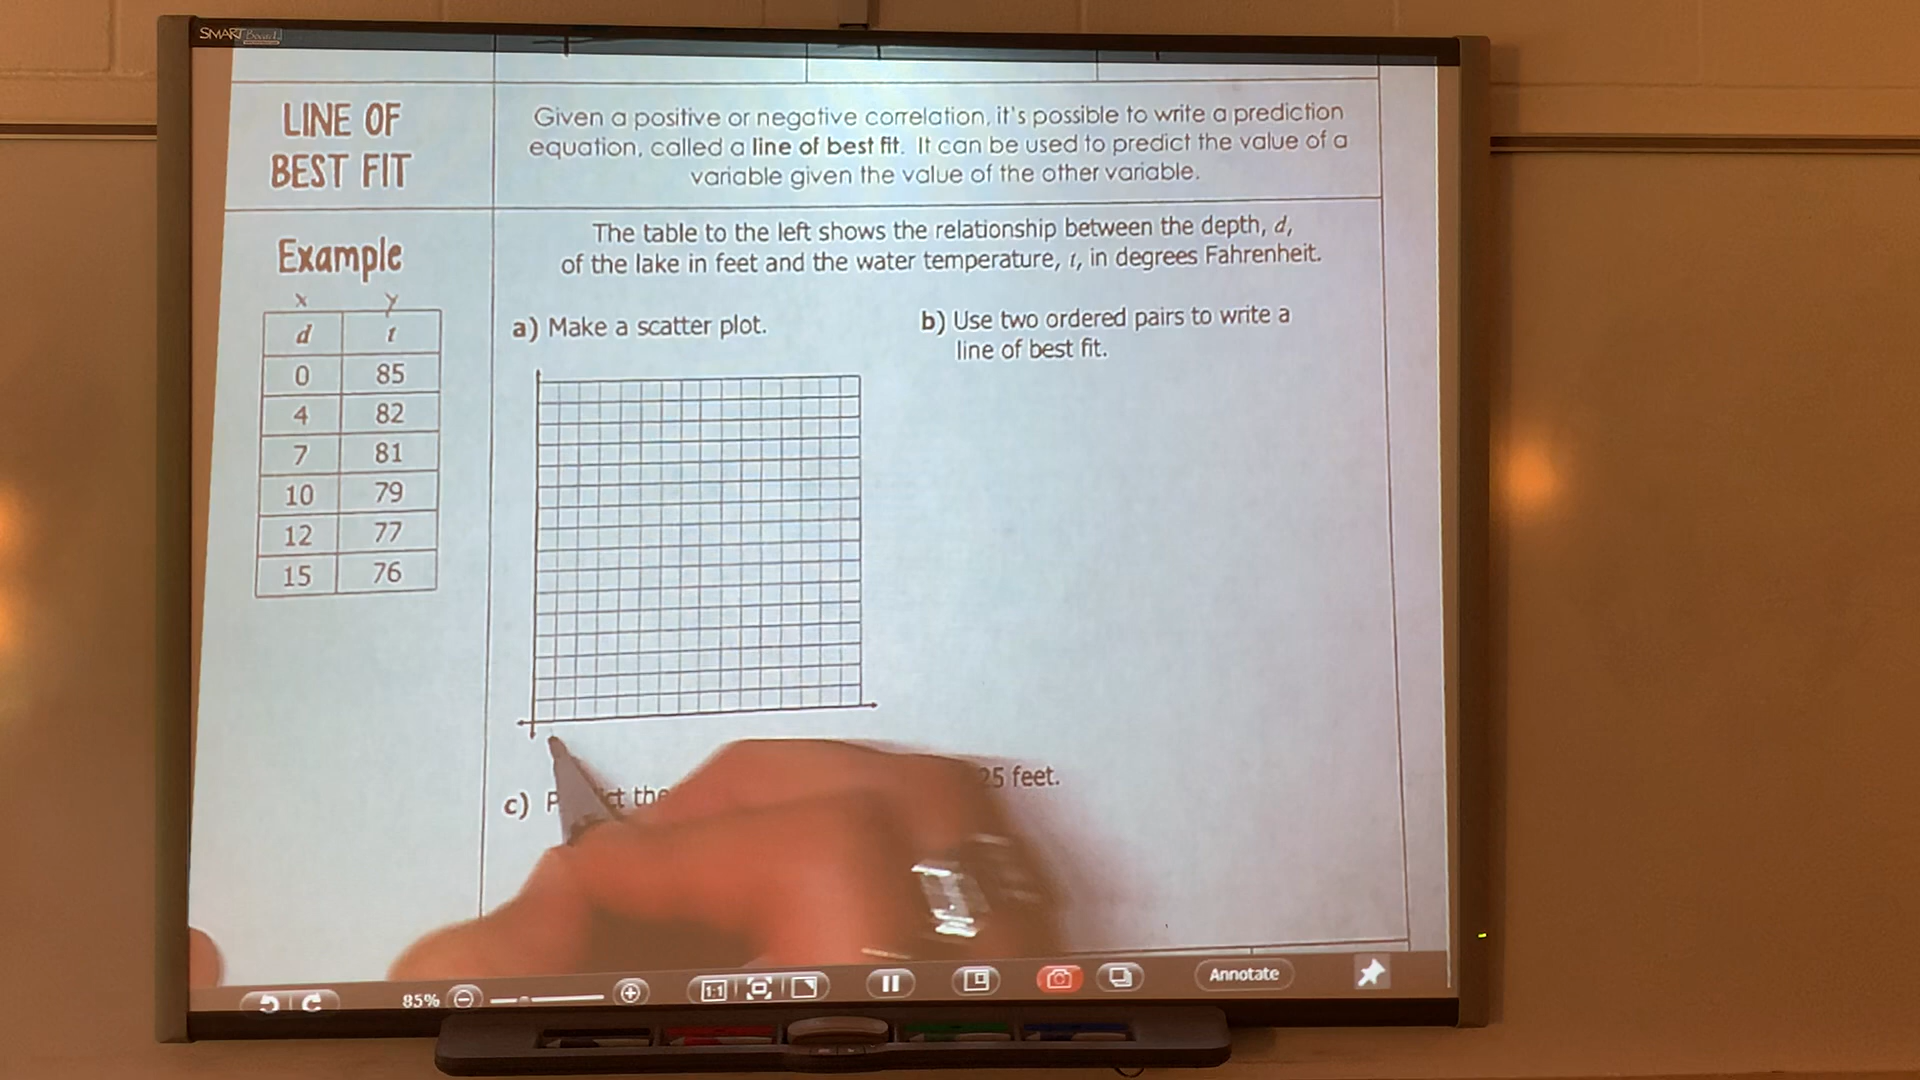 SMART Board
LINE OF
BEST FIT
Given a positive or negative correlation, it's possible to write a prediction
equation, called a line of best fit. It can be used to predict the value of a
variable given the value of the other variable.
Example
The table to the left shows the relationship between the depth, d,
of the lake in feet and the water temperature, t, in degrees Fahrenheit.
x y
d t
0 85
4 82
7 81
10 79
12 77
15 76
a) Make a scatter plot.
b) Use two ordered pairs to write a
line of best fit.
c) the 25 feet.
85%
1:1
Annotate